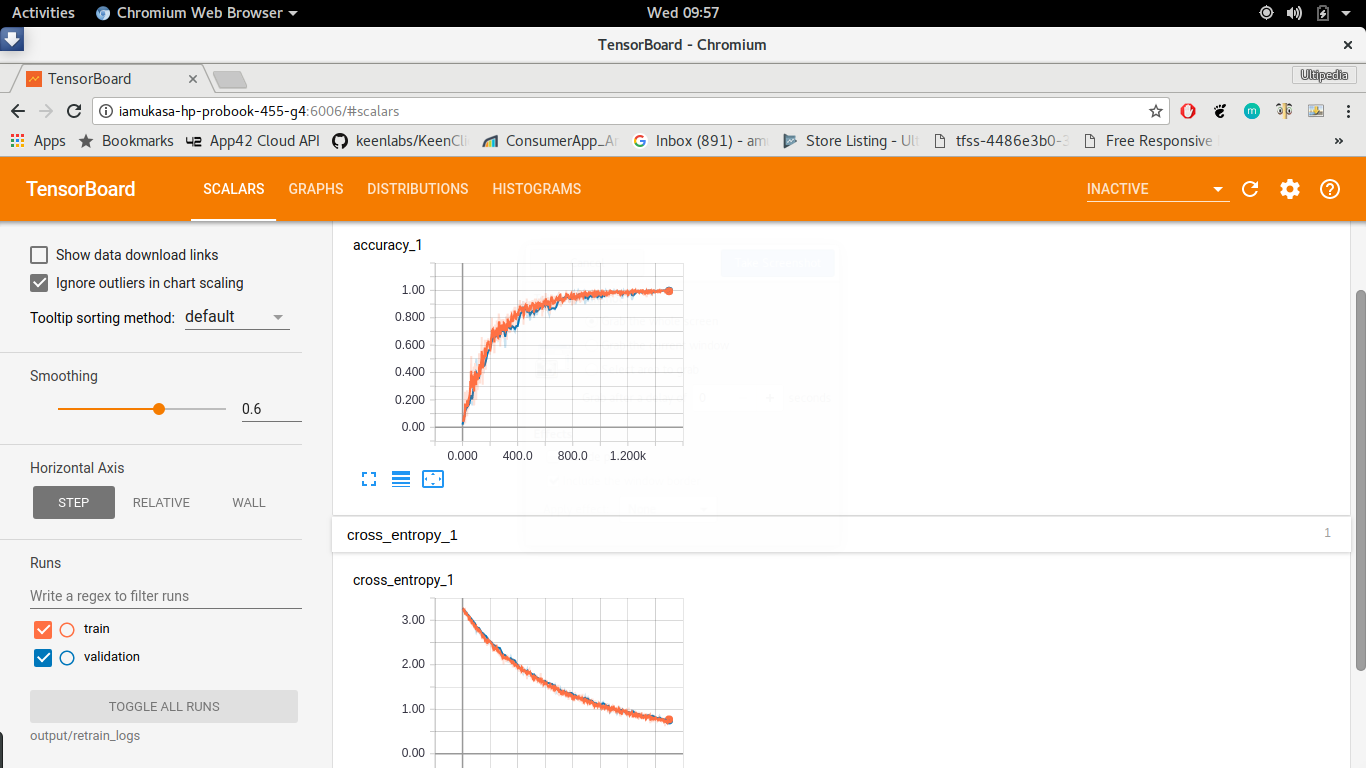 Activities Chromium Web Browser Wed 09:57
TensorBoard - Chromium
TensorBoard Ultipedia
iamukasa-hp-probook-455-g4:6006/#scalars
Apps Bookmarks App42 Cloud API keenlabs/KeenCli ConsumerApp_A Inbox (891) - am Store Listing - Ult tfss-4486e3b0-3 Free Responsive »
TensorBoard SCALARS GRAPHS DISTRIBUTIONS HISTOGRAMS INACTIVE
Show data download links
Ignore outliers in chart scaling
Tooltip sorting method: default
Smoothing
0.6
Horizontal Axis
STEP RELATIVE WALL
Runs
Write a regex to filter runs
train
validation
TOGGLE ALL RUNS
output/retrain_logs
accuracy_1
1.00
0.800
0.600
0.400
0.200
0.00
0.000 400.0 800.0 1.200k
cross_entropy_1 1
cross_entropy_1
3.00
2.00
1.00
0.00